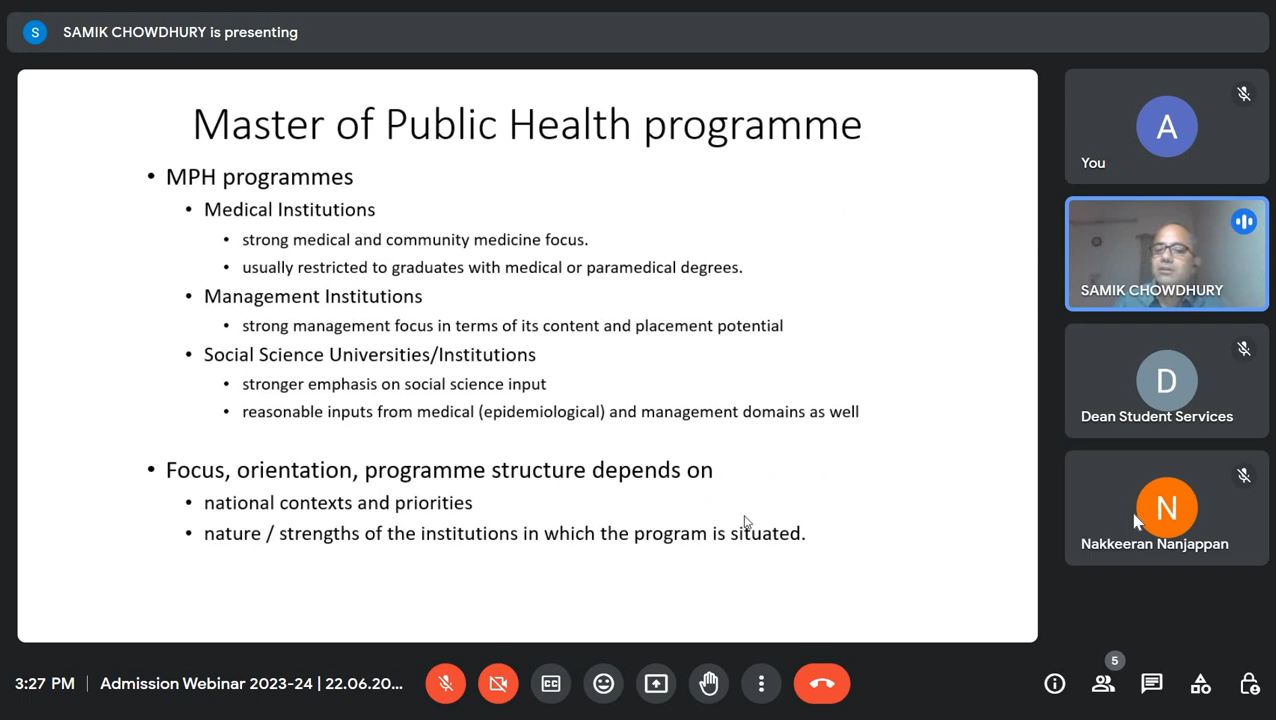 S SAMIK CHOWDHURY is presenting
Master of Public Health programme
• MPH programmes
• Medical Institutions
• strong medical and community medicine focus.
• usually restricted to graduates with medical or paramedical degrees.
• Management Institutions
• strong management focus in terms of its content and placement potential
• Social Science Universities/Institutions
• stronger emphasis on social science input
• reasonable inputs from medical (epidemiological) and management domains as well
• Focus, orientation, programme structure depends on
• national contexts and priorities
• nature / strengths of the institutions in which the program is situated.
A
You
SAMIK CHOWDHURY
D
Dean Student Services
N
Nakkeeran Nanjappan
3:27 PM | Admission Webinar 2023-24 | 22.06.20...
CC
5